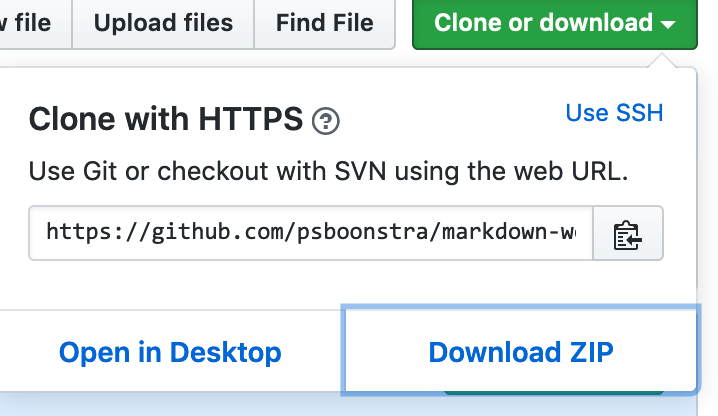 file
Upload files
Find File
Clone or download
Clone with HTTPS
Use SSH
Use Git or checkout with SVN using the web URL.
https://github.com/psboonstra/markdown-w
Open in Desktop
Download ZIP